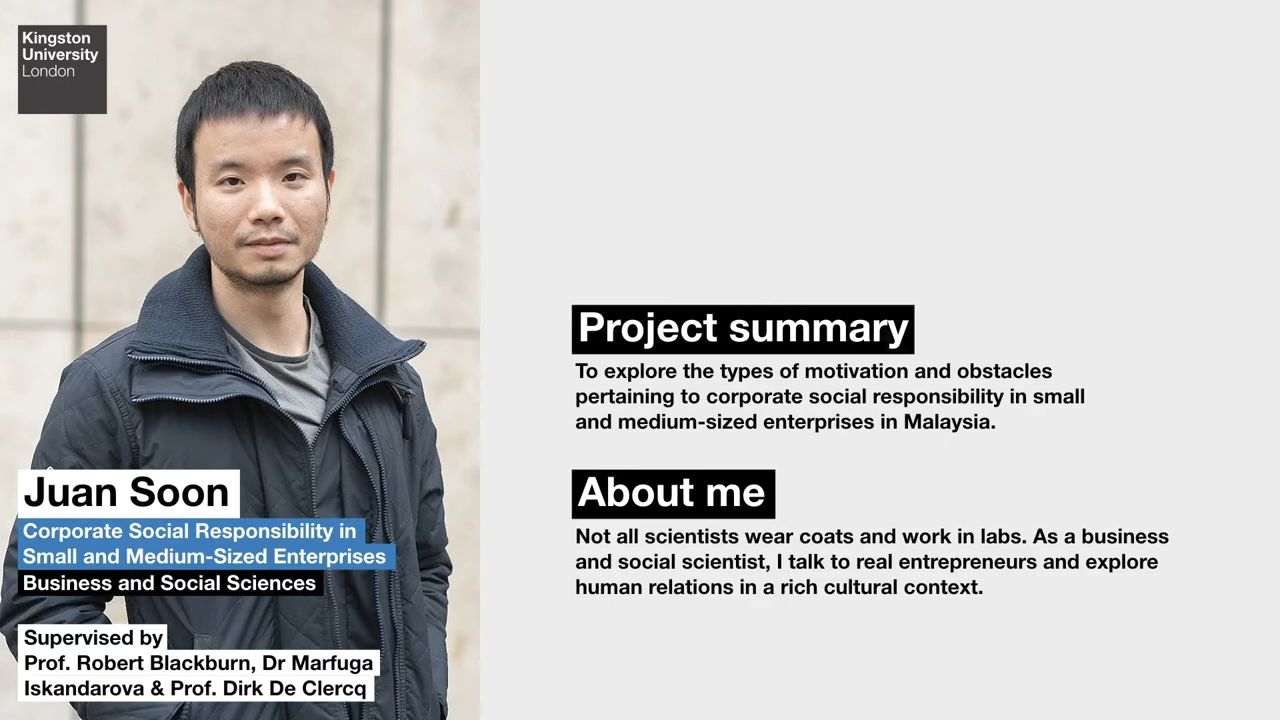 Kingston
University
London
Juan Soon
Corporate Social Responsibility in
Small and Medium-Sized Enterprises
Business and Social Sciences
Supervised by
Prof. Robert Blackburn, Dr Marfuga
Iskandarova & Prof. Dirk De Clercq
Project summary
To explore the types of motivation and obstacles
pertaining to corporate social responsibility in small
and medium-sized enterprises in Malaysia.
About me
Not all scientists wear coats and work in labs. As a business
and social scientist, I talk to real entrepreneurs and explore
human relations in a rich cultural context.